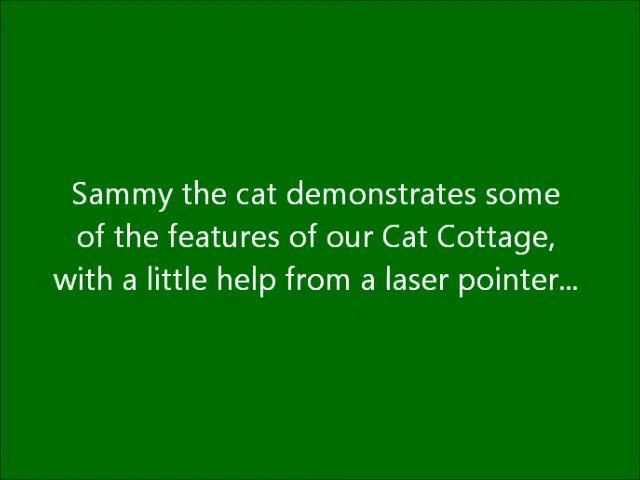 Sammy the cat demonstrates some
of the features of our Cat Cottage,
with a little help from a laser pointer...